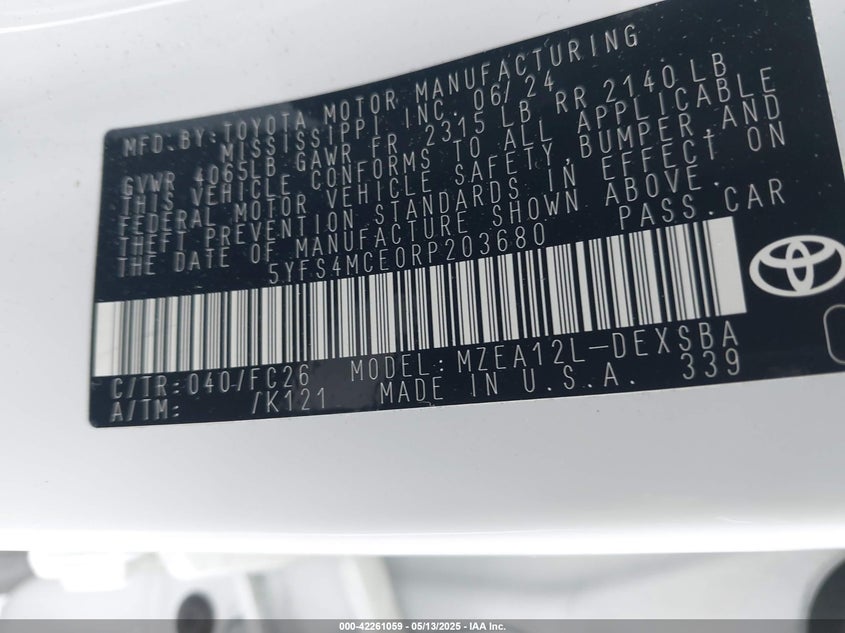 MFD.BY:TOYOTA MOTOR MANUFACTURING
MISSISSIPPI INC. 06/24
GVWR 4065LB GAWR FR 2315 LB RR 2140LB
THIS VEHICLE CONFORMS TO ALL APPLICABLE
FEDERAL MOTOR VEHICLE SAFETY,BUMPER,AND
THEFT PREVENTION STANDARDS IN EFFECT ON
THE DATE OF MANUFACTURE SHOWN ABOVE.
5YFS4MCE0RP203680 PASS.CAR
C/TR:040/FC26 MODEL:MZEA12L-DEXSBA
A/TM: /K121 MADE IN U.S.A. 339
000-42261059 - 05/13/2025 - IAA Inc.